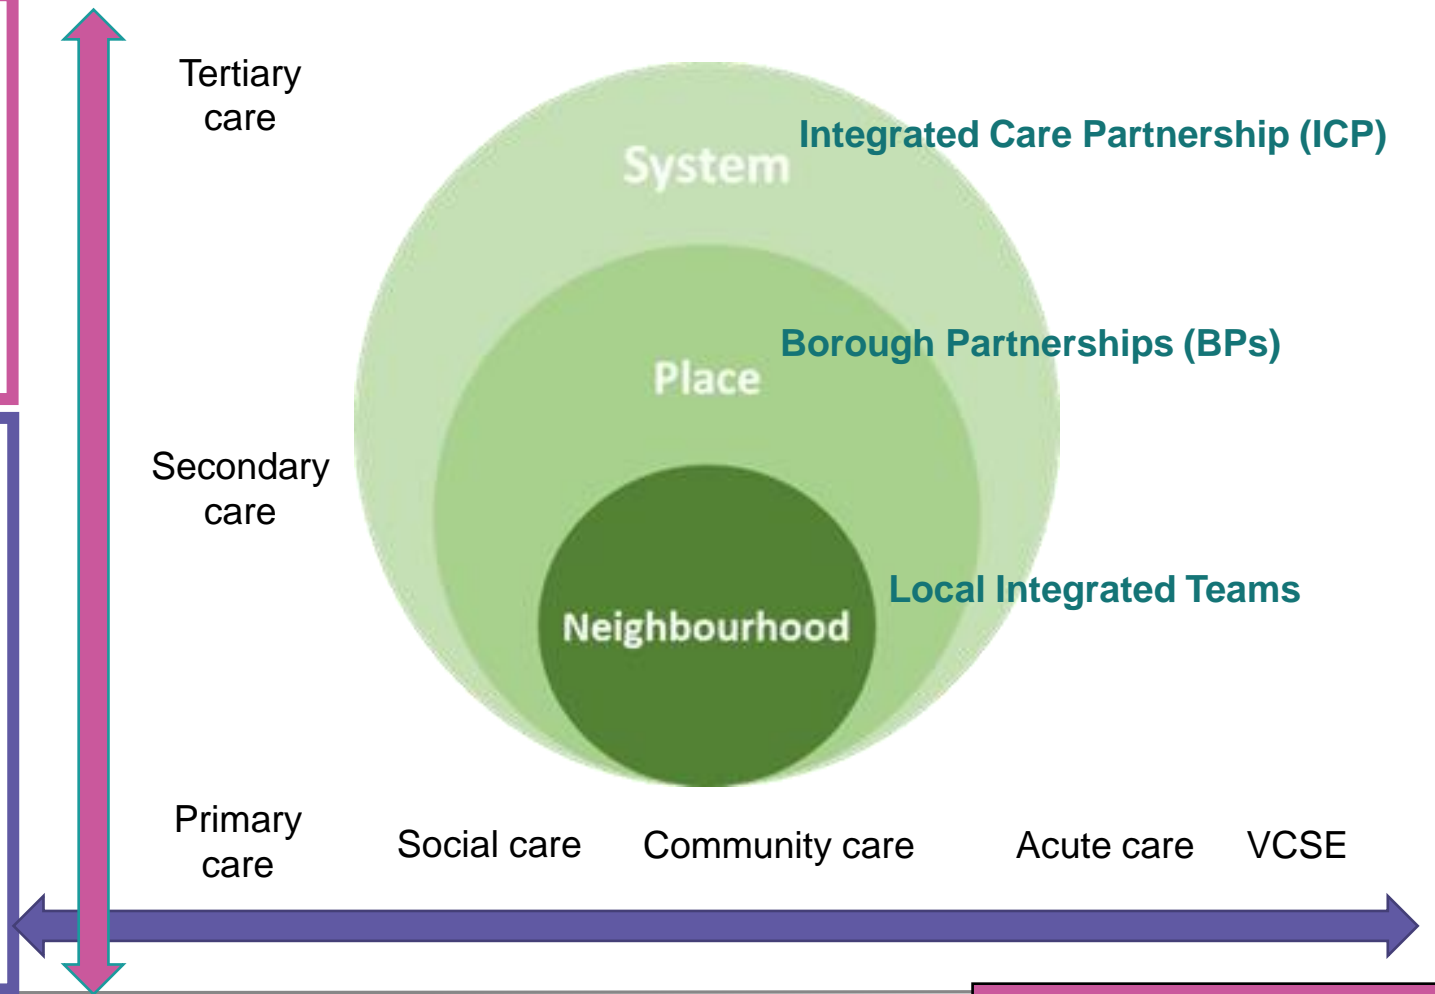 Tertiary
care
System
Integrated Care Partnership (ICP)
Borough Partnerships (BPs)
Place
Secondary
care
Local Integrated Teams
Neighbourhood
Primary
care
Social care
Community care
Acute care
VCSE